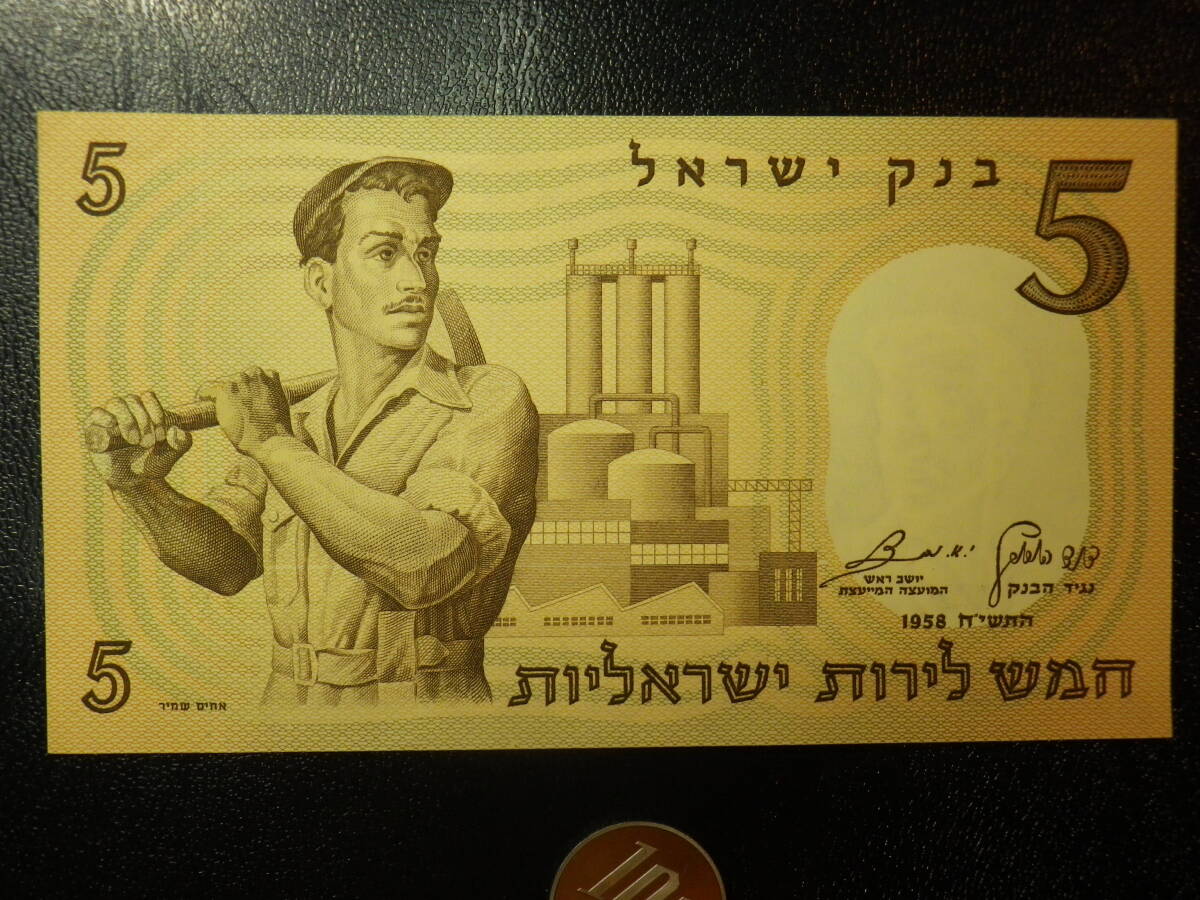 5
בנק ישראל
5
יושב ראש
המועצה המייעצת
נגיד הבנק
התשי"ח 1958
5
חמש לירות ישראליות
אחים שמיר